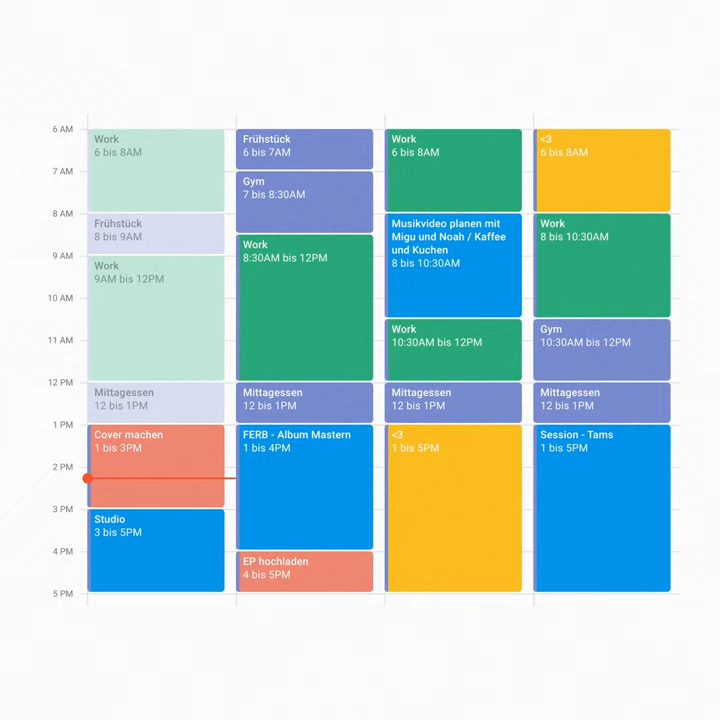 6 AM
7 AM
8 AM
9 AM
10 AM
11 AM
12 PM
1 PM
2 PM
3 PM
4 PM
5 PM
Work
6 bis 8AM
Frühstück
8 bis 9AM
Work
9AM bis 12PM
Mittagessen
12 bis 1PM
Cover machen
1 bis 3PM
Studio
3 bis 5PM
Frühstück
6 bis 7AM
Gym
7 bis 8:30AM
Work
8:30AM bis 12PM
Mittagessen
12 bis 1PM
FERB - Album Mastern
1 bis 4PM
EP hochladen
4 bis 5PM
Work
6 bis 8AM
Musikvideo planen mit
Migu und Noah / Kaffee
und Kuchen
8 bis 10:30AM
Work
10:30AM bis 12PM
Mittagessen
12 bis 1PM
<3
1 bis 5PM
<3
6 bis 8AM
Work
8 bis 10:30AM
Gym
10:30AM bis 12PM
Mittagessen
12 bis 1PM
Session - Tams
1 bis 5PM